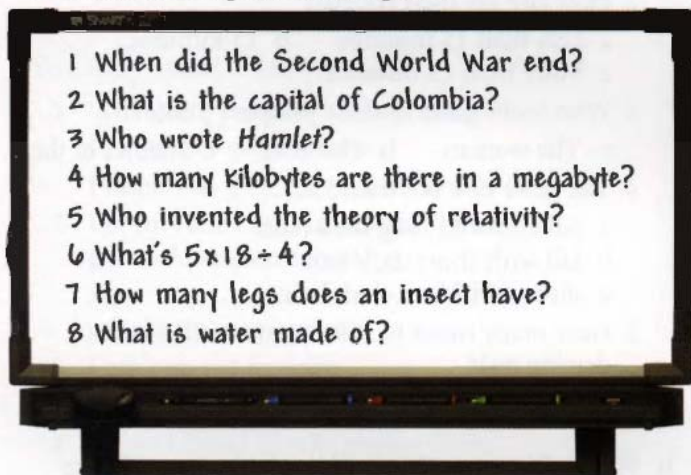 SMART
1 When did the Second World War end?
2 What is the capital of Colombia?
3 Who wrote Hamlet?
4 How many kilobytes are there in a megabyte?
5 Who invented the theory of relativity?
6 What's 5x18÷4?
7 How many legs does an insect have?
8 What is water made of?